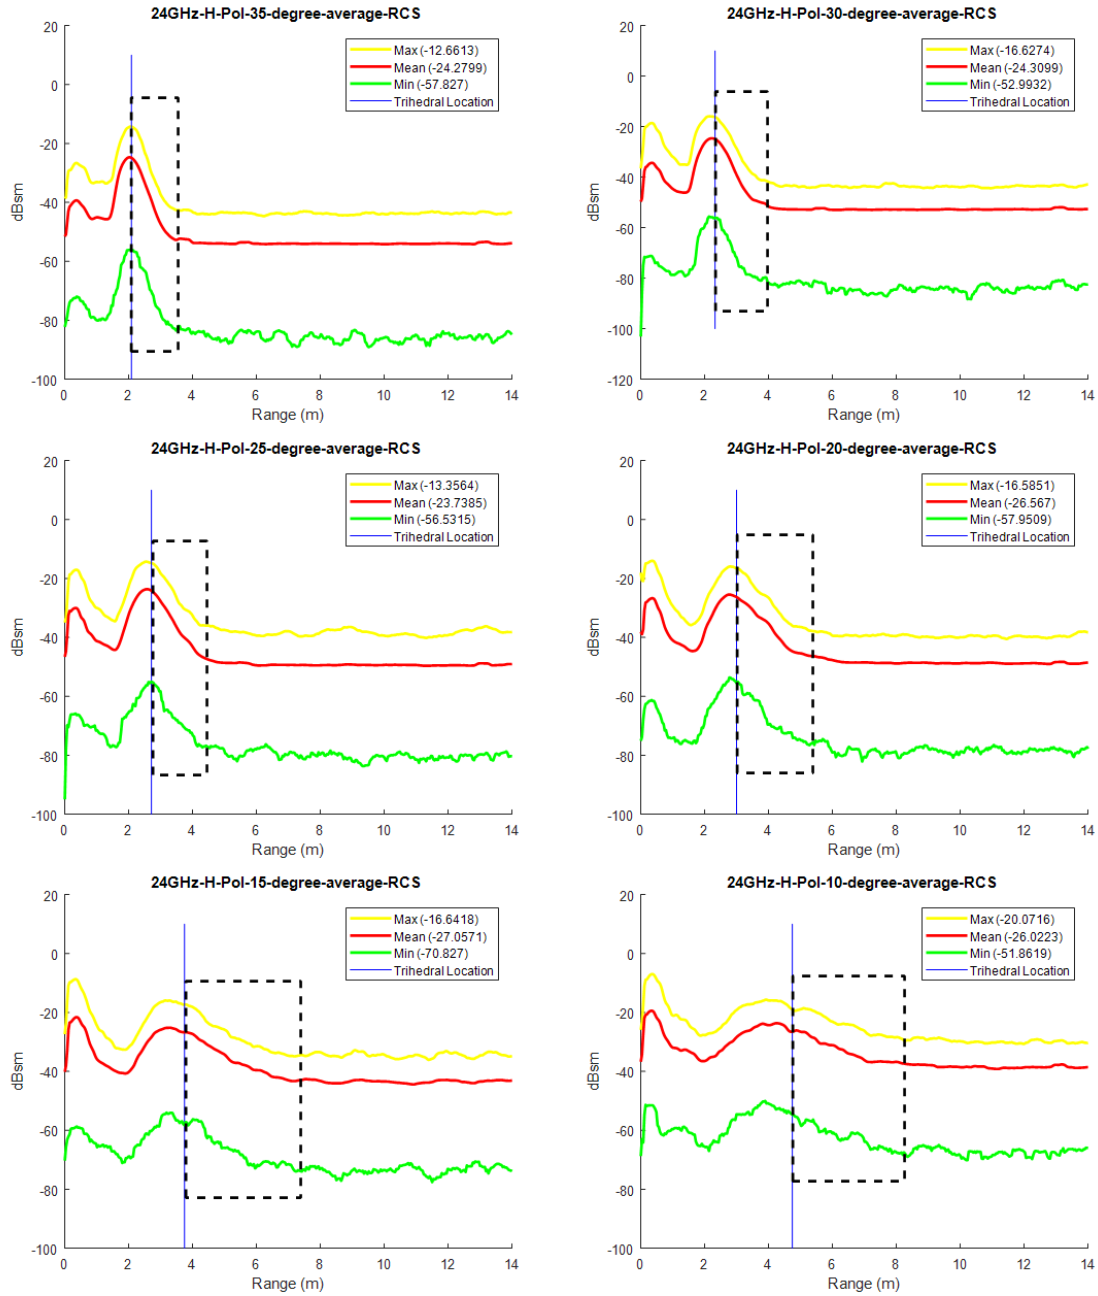 24GHz-H-Pol-35-degree-average-RCS
20
0
-20
-40
-60
-80
-100
dBsm
0 2 4 6 8 10 12 14
Range (m)
Max (-12.6613)
Mean (-24.2799)
Min (-57.827)
Trihedral Location
24GHz-H-Pol-30-degree-average-RCS
20
0
-20
-40
-60
-80
-100
-120
dBsm
0 2 4 6 8 10 12 14
Range (m)
Max (-16.6274)
Mean (-24.3099)
Min (-52.9932)
Trihedral Location
24GHz-H-Pol-25-degree-average-RCS
20
0
-20
-40
-60
-80
-100
dBsm
0 2 4 6 8 10 12 14
Range (m)
Max (-13.3564)
Mean (-23.7385)
Min (-56.5315)
Trihedral Location
24GHz-H-Pol-20-degree-average-RCS
20
0
-20
-40
-60
-80
-100
dBsm
0 2 4 6 8 10 12 14
Range (m)
Max (-16.5851)
Mean (-26.567)
Min (-57.9509)
Trihedral Location
24GHz-H-Pol-15-degree-average-RCS
20
0
-20
-40
-60
-80
-100
dBsm
0 2 4 6 8 10 12 14
Range (m)
Max (-16.6418)
Mean (-27.0571)
Min (-70.827)
Trihedral Location
24GHz-H-Pol-10-degree-average-RCS
20
0
-20
-40
-60
-80
-100
dBsm
0 2 4 6 8 10 12 14
Range (m)
Max (-20.0716)
Mean (-26.0223)
Min (-51.8619)
Trihedral Location